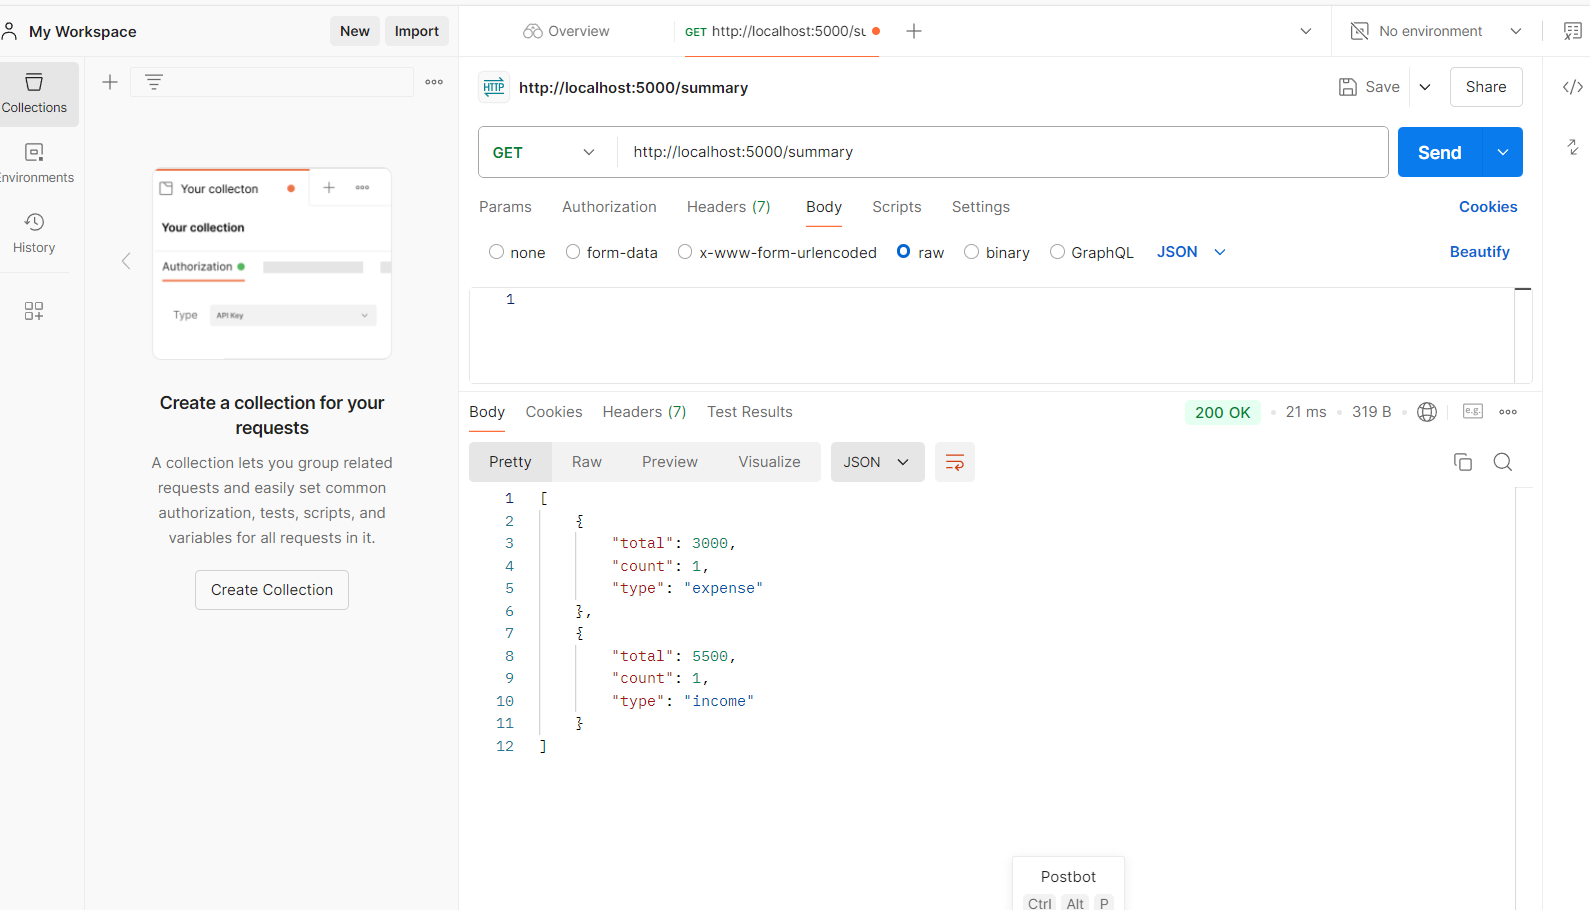 My Workspace
New
Import
Overview
GET http://localhost:5000/su
No environment
Collections
Environments
History
Your collecton
Your collection
Authorization
Type
API Key
Create a collection for your
requests
A collection lets you group related
requests and easily set common
authorization, tests, scripts, and
variables for all requests in it.
Create Collection
HTTP
http://localhost:5000/summary
Save
Share
GET
http://localhost:5000/summary
Send
Params
Authorization
Headers (7)
Body
Scripts
Settings
Cookies
none
form-data
x-www-form-urlencoded
raw
binary
GraphQL
JSON
Beautify
1
Body
Cookies
Headers (7)
Test Results
200 OK
21 ms
319 B
e.g.
Pretty
Raw
Preview
Visualize
JSON
1 [
2 {
3 "total": 3000,
4 "count": 1,
5 "type": "expense"
6 },
7 {
8 "total": 5500,
9 "count": 1,
10 "type": "income"
11 }
12 ]
Postbot
Ctrl Alt P